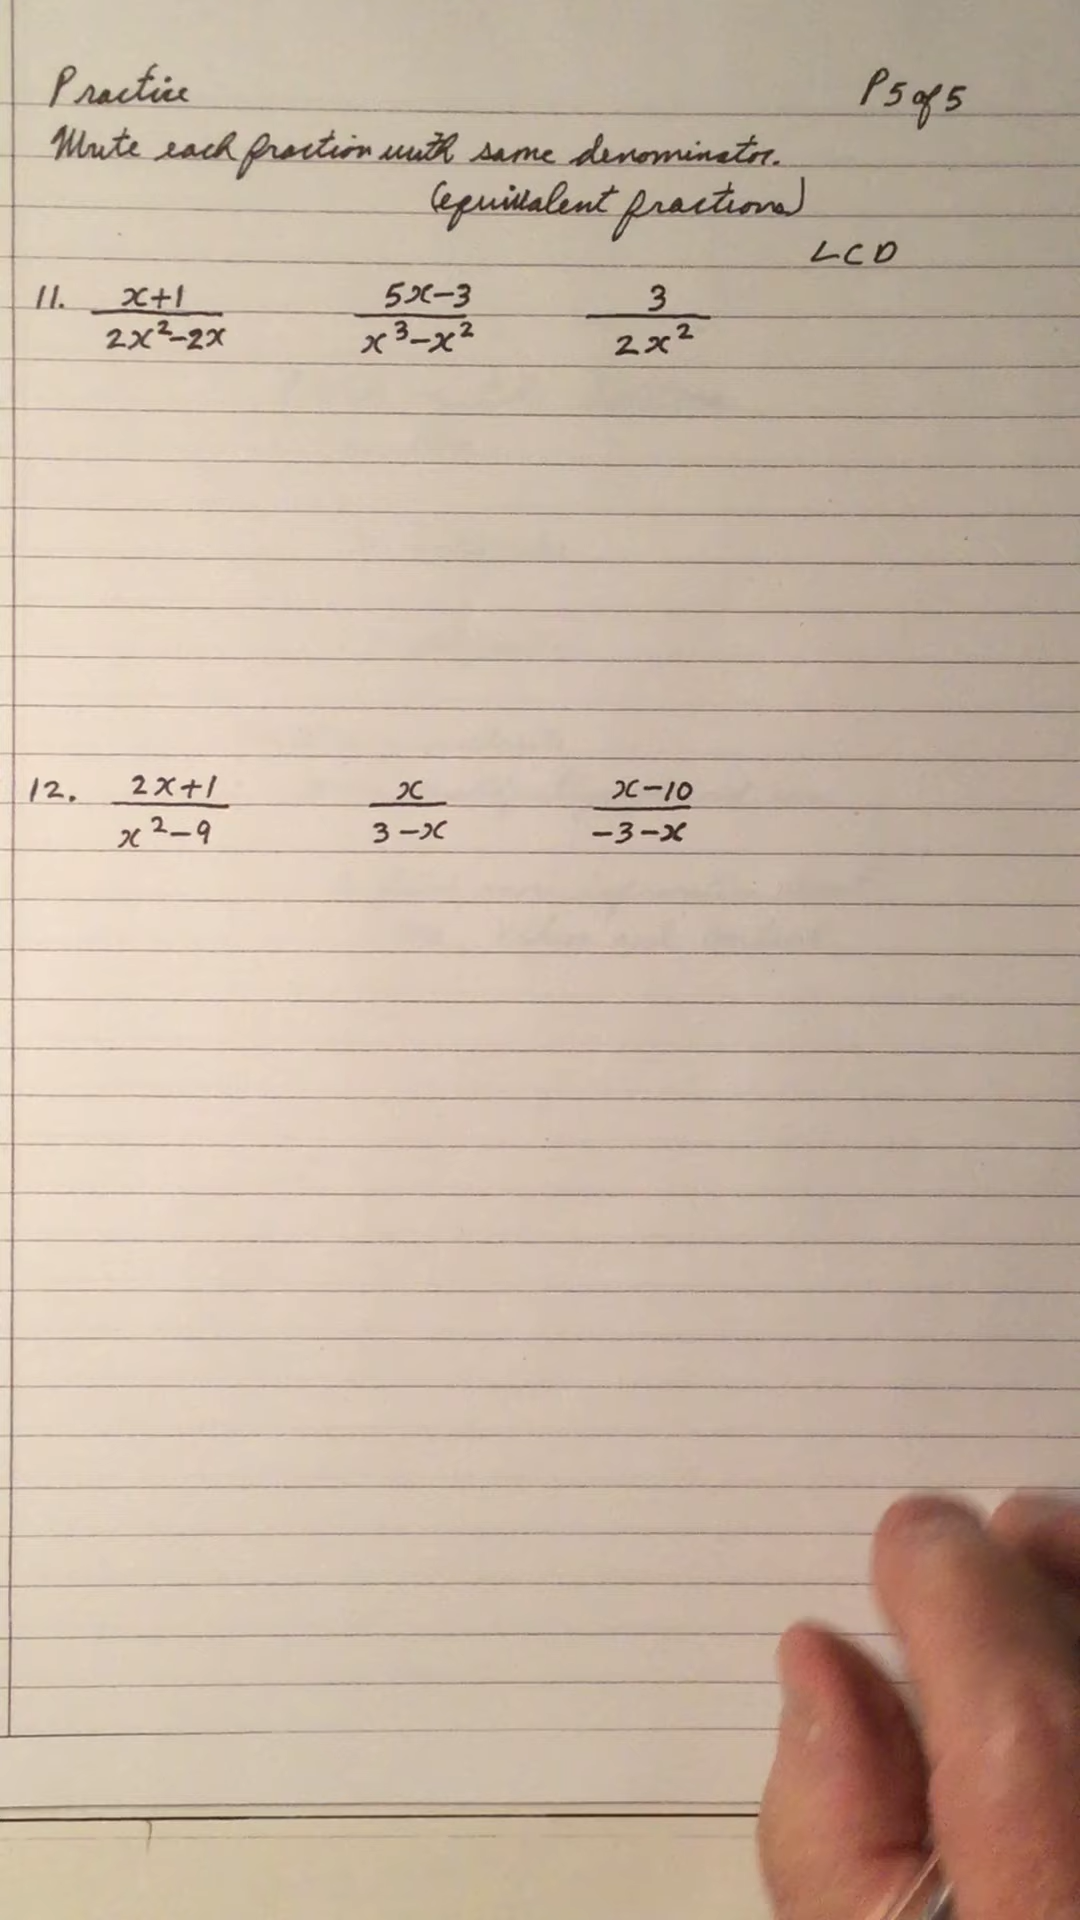 Practice P5 of 5
Write each fraction with same denominator.
(equivalent fractions)
LCD
11. x+1/2x²-2x 5x-3/x³-x² 3/2x²
12. 2x+1/x²-9 x/3-x x-10/-3-x